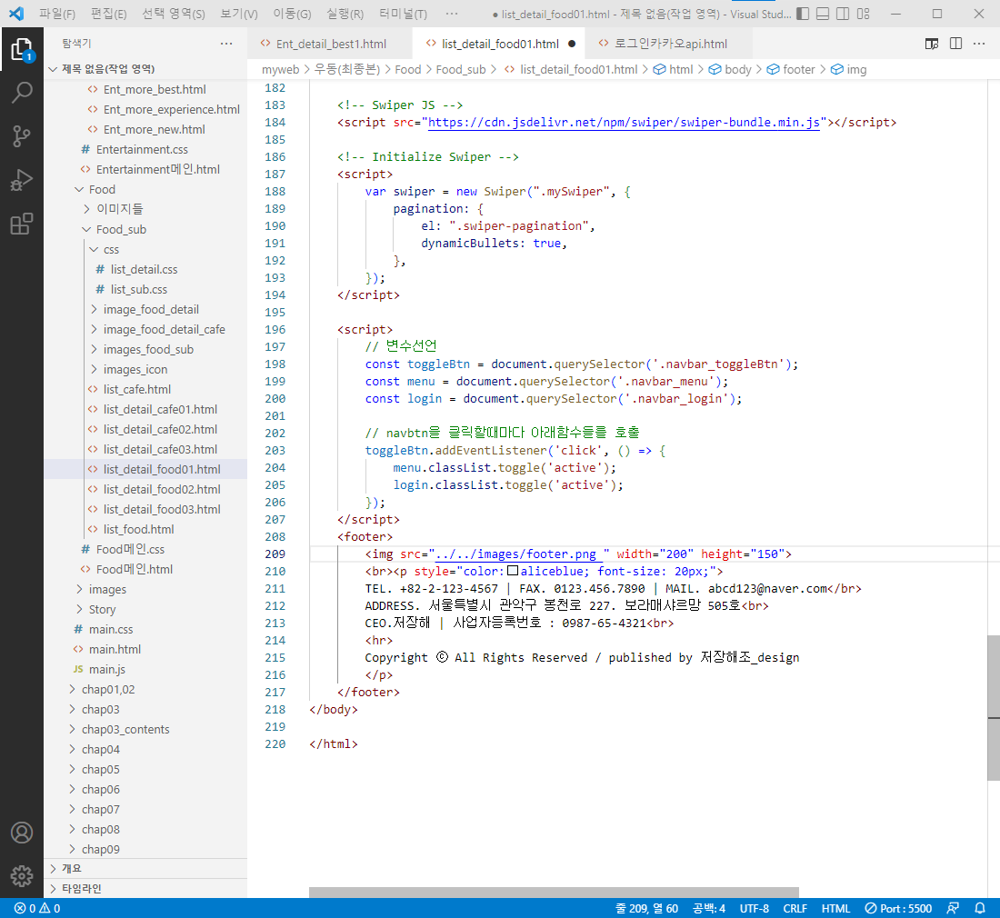 파일(F) 편집(E) 선택 영역(S) 보기(V) 이동(G) 실행(R) 터미널(T) ··· ● list_detail_food01.html - 제목 없음(작업 영역) - Visual Stud...
탐색기 ···
Ent_detail_best1.html list_detail_food01.html ● 로그인카카오api.html ···
myweb > 우동(최종본) > Food > Food_sub > list_detail_food01.html > html > body > footer > img
1
제목 없음(작업 영역)
Ent_more_best.html
Ent_more_experience.html
Ent_more_new.html
# Entertainment.css
Entertainment메인.html
Food
이미지들
Food_sub
css
# list_detail.css
# list_sub.css
image_food_detail
image_food_detail_cafe
images_food_sub
images_icon
list_cafe.html
list_detail_cafe01.html
list_detail_cafe02.html
list_detail_cafe03.html
list_detail_food01.html
list_detail_food02.html
list_detail_food03.html
list_food.html
# Food메인.css
Food메인.html
images
Story
# main.css
main.html
JS main.js
chap01,02
chap03
chap03_contents
chap04
chap05
chap06
chap07
chap08
chap09
개요
타임라인
182
183 <!-- Swiper JS -->
184 <script src="https://cdn.jsdelivr.net/npm/swiper/swiper-bundle.min.js"></script>
185
186 <!-- Initialize Swiper -->
187 <script>
188 var swiper = new Swiper(".mySwiper", {
189 pagination: {
190 el: ".swiper-pagination",
191 dynamicBullets: true,
192 },
193 });
194 </script>
195
196 <script>
197 // 변수선언
198 const toggleBtn = document.querySelector('.navbar_toggleBtn');
199 const menu = document.querySelector('.navbar_menu');
200 const login = document.querySelector('.navbar_login');
201
202 // navbtn을 클릭할때마다 아래함수들를 호출
203 toggleBtn.addEventListener('click', () => {
204 menu.classList.toggle('active');
205 login.classList.toggle('active');
206 });
207 </script>
208 <footer>
209 <img src="../../images/footer.png " width="200" height="150">
210 <br><p style="color:aliceblue; font-size: 20px;">
211 TEL. +82-2-123-4567 | FAX. 0123.456.7890 | MAIL. abcd123@naver.com</br>
212 ADDRESS. 서울특별시 관악구 봉천로 227. 보라매샤르망 505호<br>
213 CEO.저장해 | 사업자등록번호 : 0987-65-4321<br>
214 <hr>
215 Copyright ⓒ All Rights Reserved / published by 저장해조_design
216 </p>
217 </footer>
218 </body>
219
220 </html>
0 0 줄 209, 열 60 공백: 4 UTF-8 CRLF HTML Port : 5500